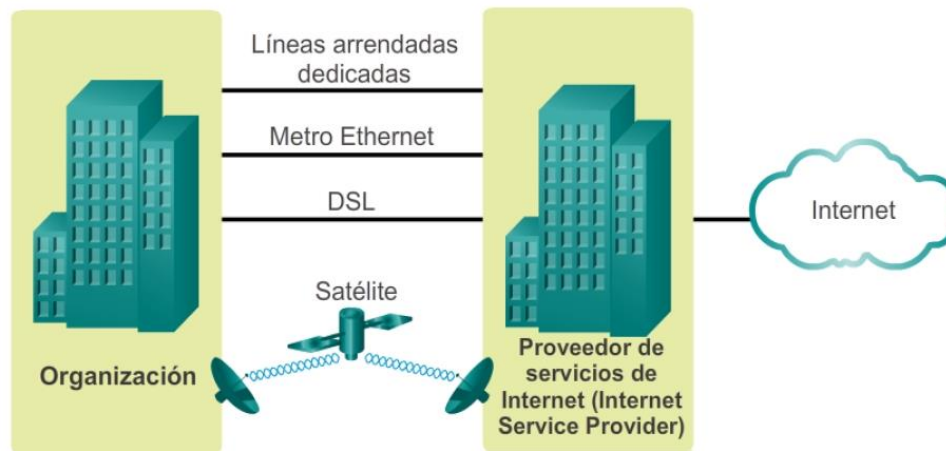 Líneas arrendadas
dedicadas
Metro Ethernet
DSL
Satélite
Organización
Proveedor de
servicios de
Internet (Internet
Service Provider)
Internet